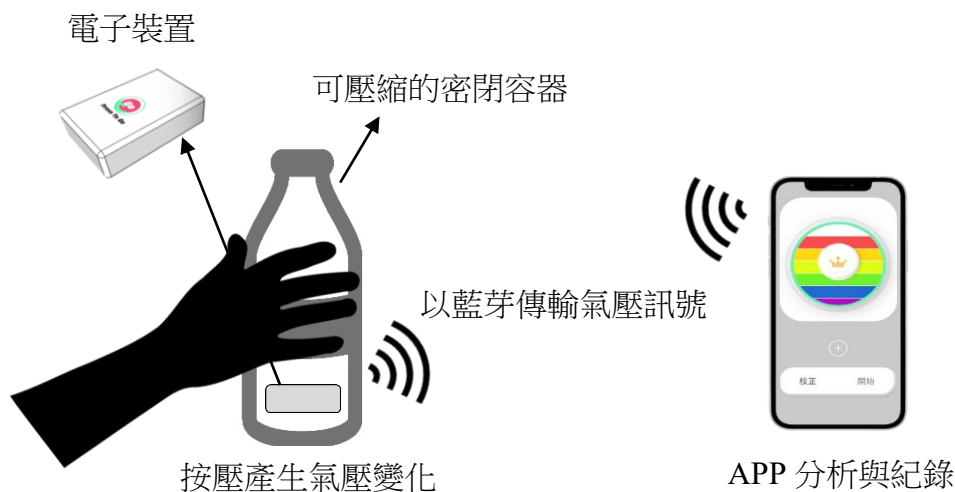 電子裝置
可壓縮的密閉容器
Go
以藍芽傳輸氣壓訊號
校正 開始
按壓產生氣壓變化
APP 分析與紀錄